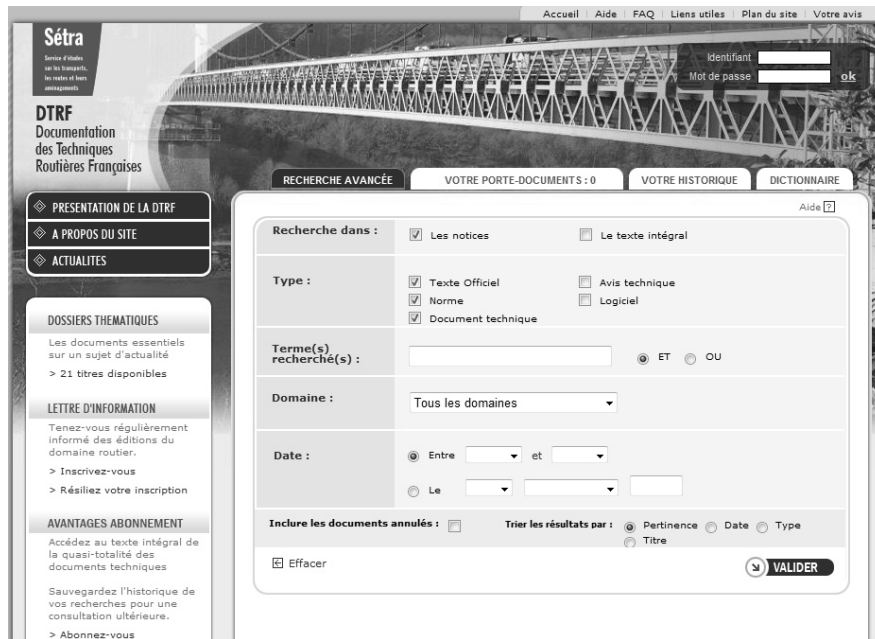 Accueil | Aide | FAQ | Liens utiles | Plan du site | Votre avis
Sétra
Service d'études
sur les transports,
les routes et leurs
aménagements
Identifiant
Mot de passe
ok
DTRF
Documentation
des Techniques
Routières Françaises
RECHERCHE AVANCÉE
VOTRE PORTE-DOCUMENTS : 0
VOTRE HISTORIQUE
DICTIONNAIRE
PRESENTATION DE LA DTRF
A PROPOS DU SITE
ACTUALITES
DOSSIERS THEMATIQUES
Les documents essentiels
sur un sujet d'actualité
> 21 titres disponibles
LETTRE D'INFORMATION
Tenez-vous régulièrement
informé des éditions du
domaine routier.
> Inscrivez-vous
> Résiliez votre inscription
AVANTAGES ABONNEMENT
Accédez au texte intégral de
la quasi-totalité des
documents techniques
Sauvegardez l'historique de
vos recherches pour une
consultation ultérieure.
> Abonnez-vous
Aide ?
Recherche dans : Les notices Le texte intégral
Type : Texte Officiel Avis technique
Norme Logiciel
Document technique
Terme(s)
recherché(s) : ET OU
Domaine : Tous les domaines
Date : Entre et
Le
Inclure les documents annulés : Trier les résultats par : Pertinence Date Type
Titre
Effacer
VALIDER